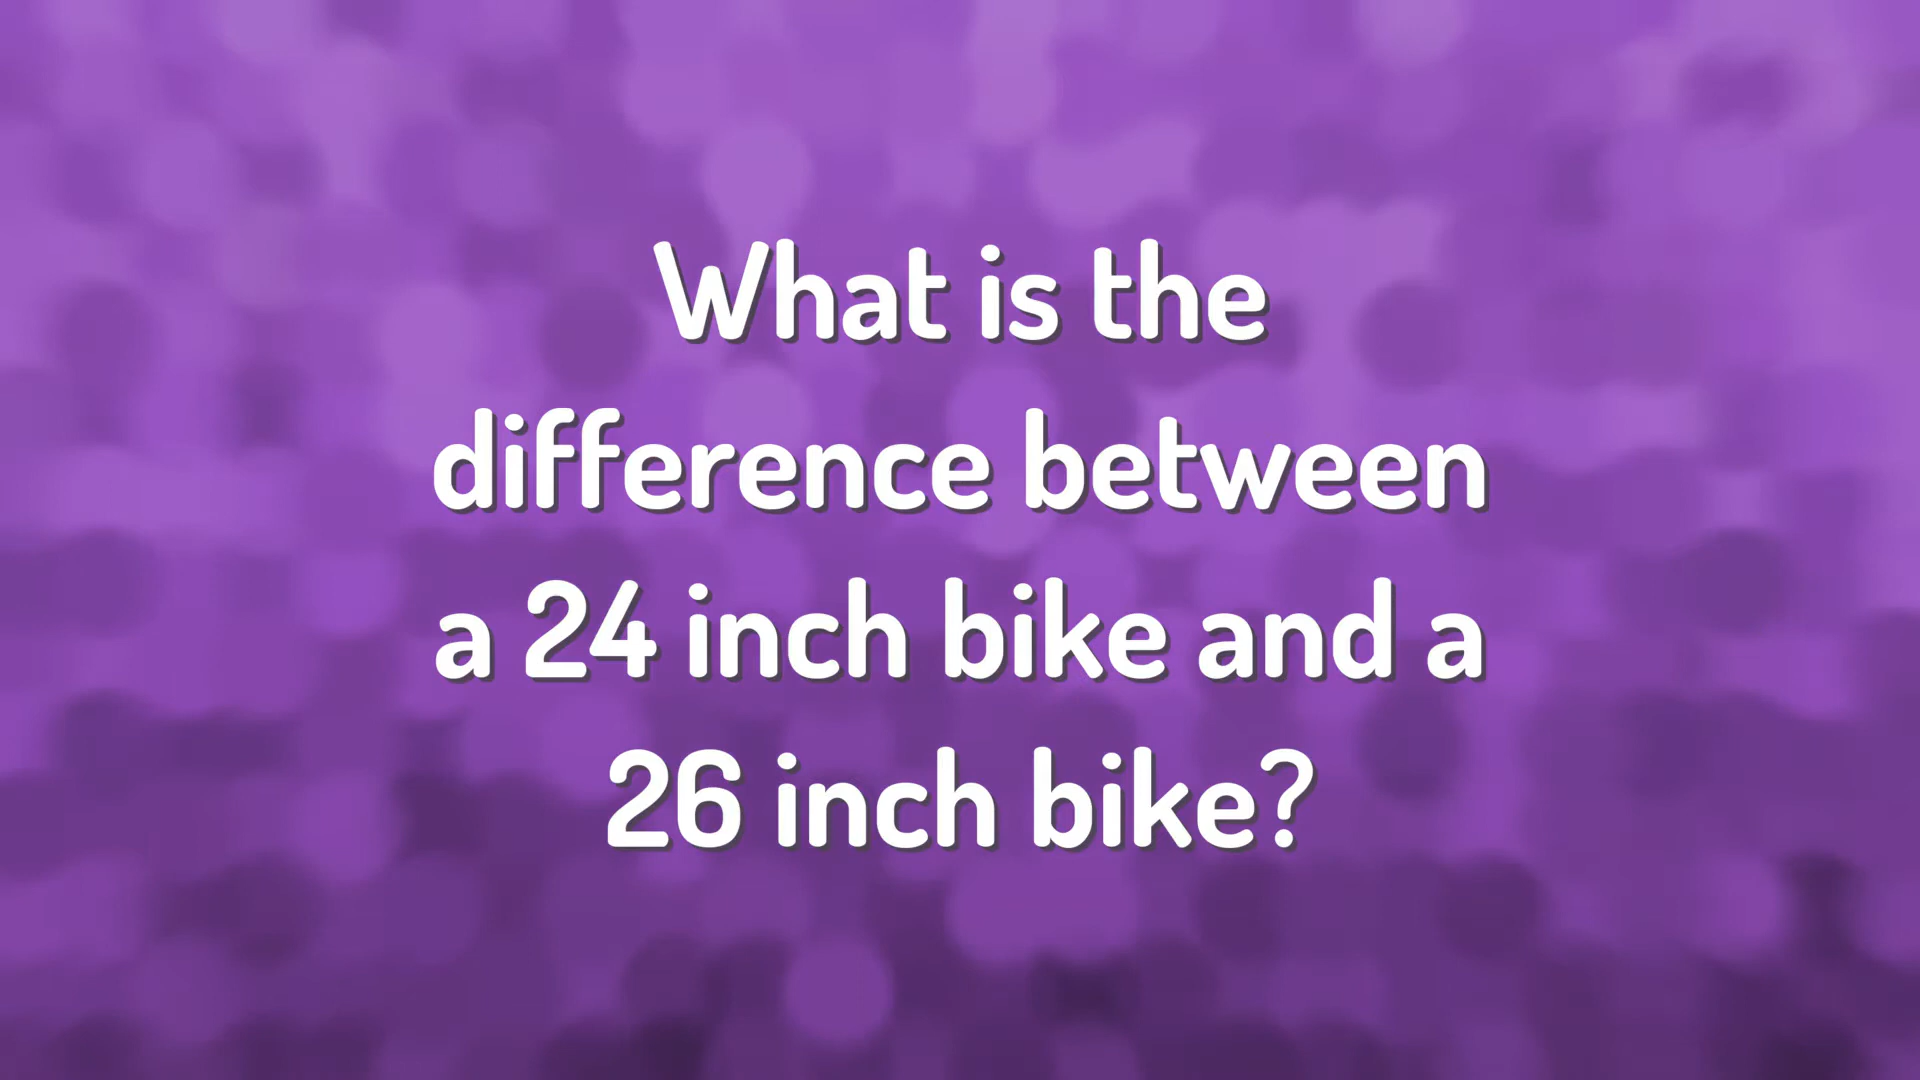 What is the
difference between
a 24 inch bike and a
26 inch bike?